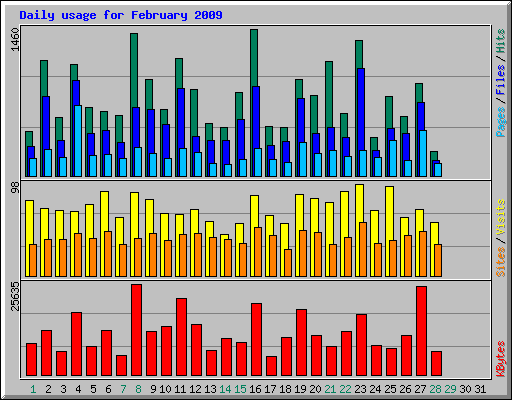 Daily usage for February 2009
1460
Pages / Files / Hits
98
Sites / Visits
25635
KBytes
1 2 3 4 5 6 7 8 9 10 11 12 13 14 15 16 17 18 19 20 21 22 23 24 25 26 27 28 29 30 31